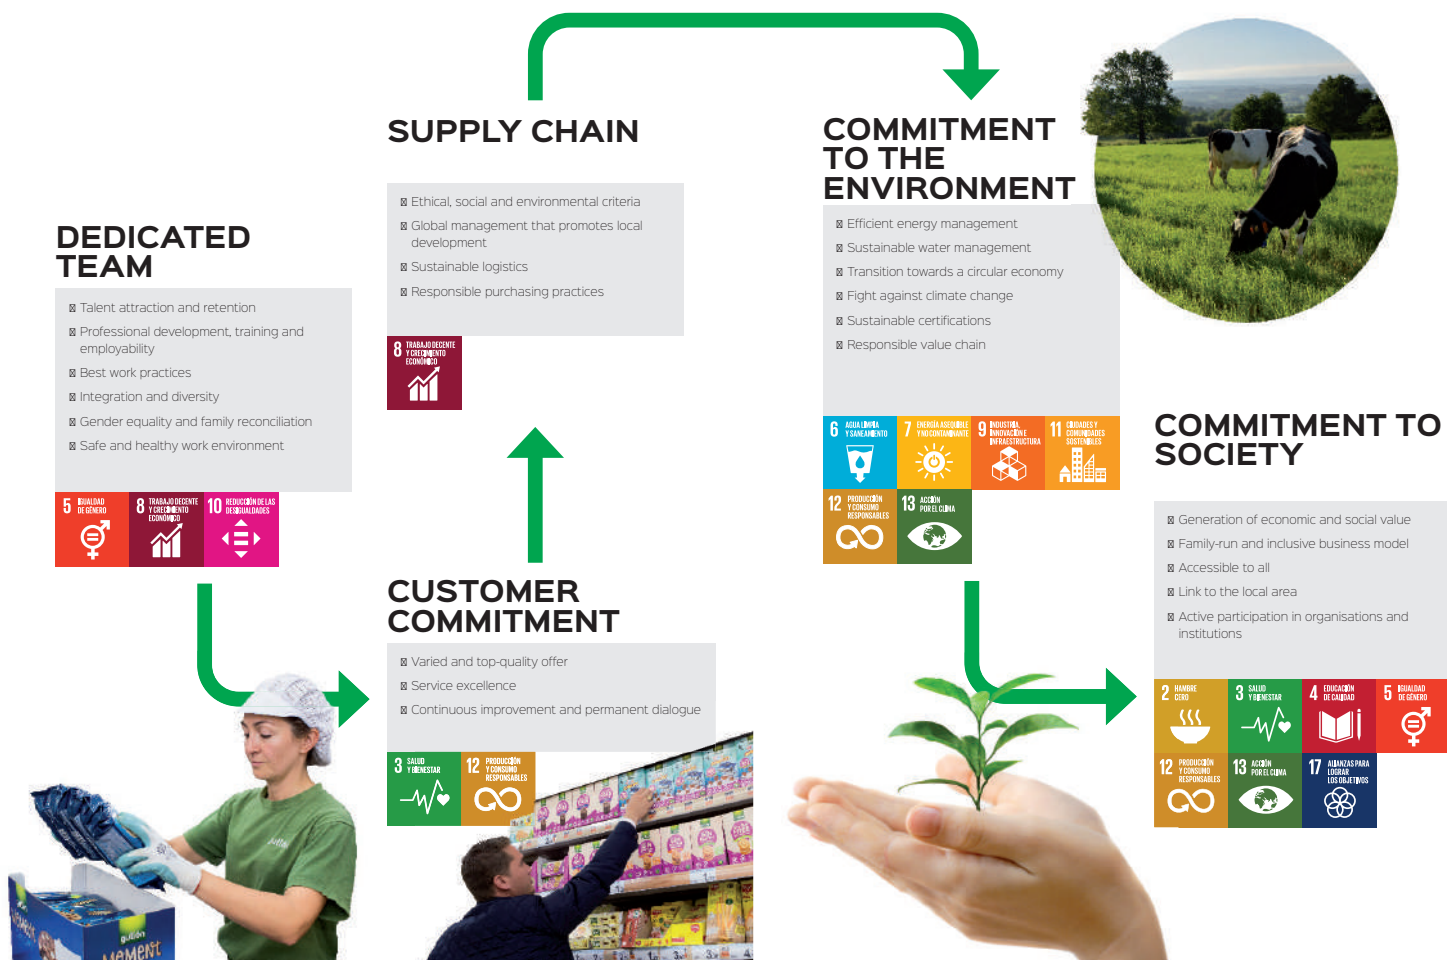 SUPPLY CHAIN
Ethical, social and environmental criteria
Global management that promotes local
development
Sustainable logistics
Responsible purchasing practices
8 TRABAJO DECENTE
Y CRECIMIENTO
ECONÓMICO
COMMITMENT
TO THE
ENVIRONMENT
Efficient energy management
Sustainable water management
Transition towards a circular economy
Fight against climate change
Sustainable certifications
Responsible value chain
6 AGUA LIMPIA
Y SANEAMIENTO
7 ENERGÍA ASEQUIBLE
Y NO CONTAMINANTE
9 INDUSTRIA,
INNOVACIÓN E
INFRAESTRUCTURA
11 CIUDADES Y
COMUNIDADES
SOSTENIBLES
12 PRODUCCIÓN
Y CONSUMO
RESPONSABLES
13 ACCIÓN
POR EL CLIMA
DEDICATED
TEAM
Talent attraction and retention
Professional development, training and
employability
Best work practices
Integration and diversity
Gender equality and family reconciliation
Safe and healthy work environment
5 IGUALDAD
DE GÉNERO
8 TRABAJO DECENTE
Y CRECIMIENTO
ECONÓMICO
10 REDUCCIÓN DE LAS
DESIGUALDADES
CUSTOMER
COMMITMENT
Varied and top-quality offer
Service excellence
Continuous improvement and permanent dialogue
3 SALUD
Y BIENESTAR
12 PRODUCCIÓN
Y CONSUMO
RESPONSABLES
COMMITMENT TO
SOCIETY
Generation of economic and social value
Family-run and inclusive business model
Accessible to all
Link to the local area
Active participation in organisations and
institutions
2 HAMBRE
CERO
3 SALUD
Y BIENESTAR
4 EDUCACIÓN
DE CALIDAD
5 IGUALDAD
DE GÉNERO
12 PRODUCCIÓN
Y CONSUMO
RESPONSABLES
13 ACCIÓN
POR EL CLIMA
17 ALIANZAS PARA
LOGRAR
LOS OBJETIVOS
gullón
MOMENT